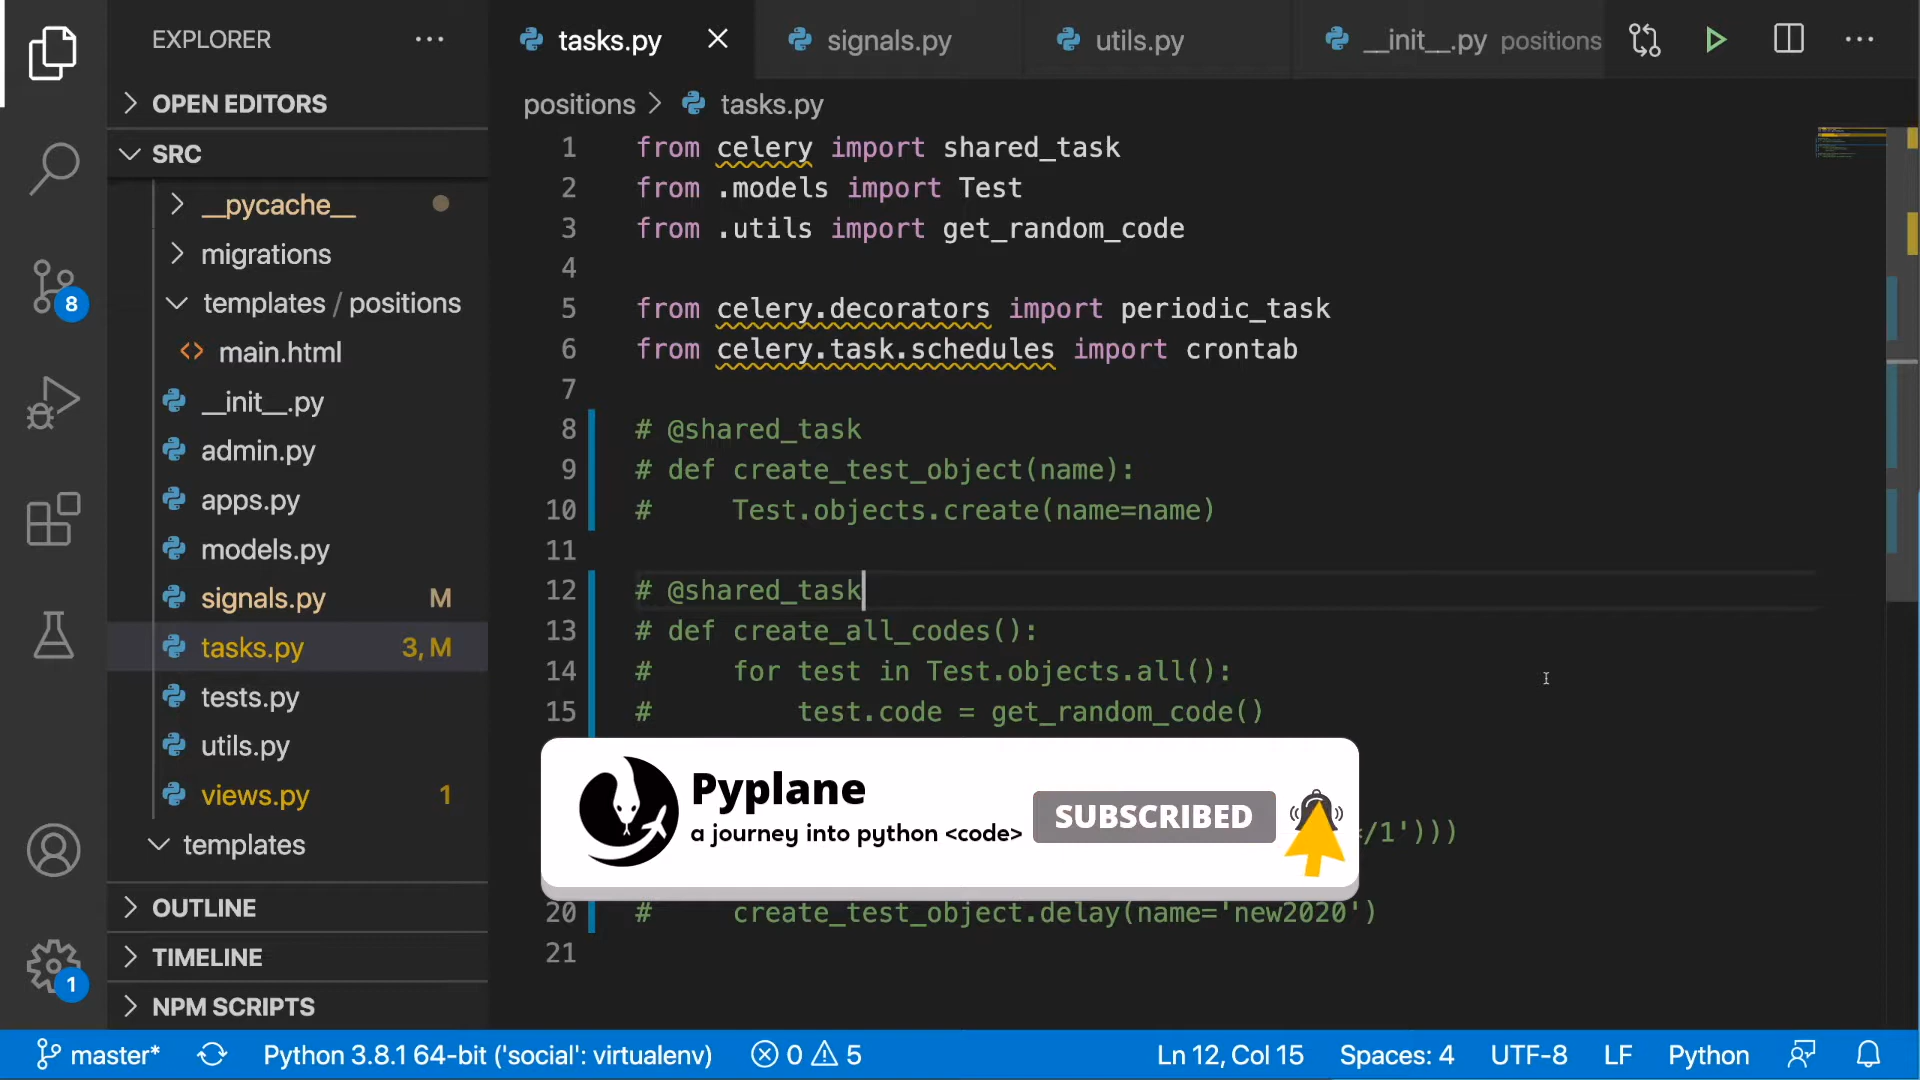 EXPLORER
OPEN EDITORS
SRC
__pycache__
migrations
templates / positions
main.html
__init__.py
admin.py
apps.py
models.py
signals.py M
tasks.py 3, M
tests.py
utils.py
views.py 1
templates
OUTLINE
TIMELINE
NPM SCRIPTS
8
1
tasks.py
signals.py
utils.py
__init__.py positions
positions > tasks.py
1 from celery import shared_task
2 from .models import Test
3 from .utils import get_random_code
4
5 from celery.decorators import periodic_task
6 from celery.task.schedules import crontab
7
8 # @shared_task
9 # def create_test_object(name):
10 #     Test.objects.create(name=name)
11
12 # @shared_task
13 # def create_all_codes():
14 #     for test in Test.objects.all():
15 #         test.code = get_random_code()
/1')))
20 #     create_test_object.delay(name='new2020')
21
Pyplane
a journey into python <code>
SUBSCRIBED
master*
Python 3.8.1 64-bit ('social': virtualenv)
0 5
Ln 12, Col 15
Spaces: 4
UTF-8
LF
Python